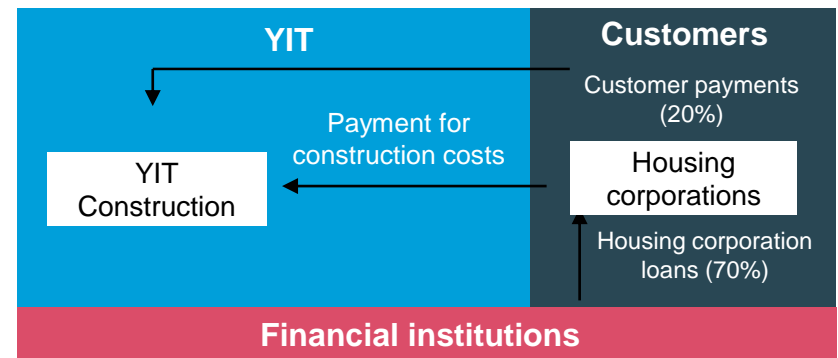 YIT
Customers
Customer payments
(20%)
Payment for
construction costs
YIT
Construction
Housing
corporations
Housing corporation
loans (70%)
Financial institutions